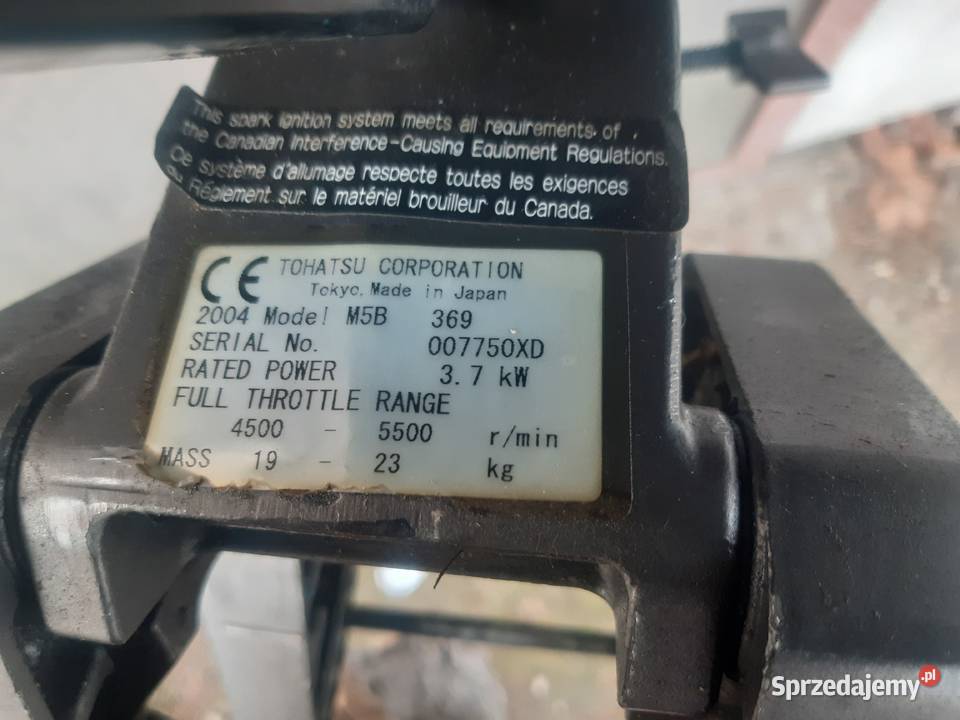 This spark ignition system meets all requirements of
the Canadian Interference-Causing Equipment Regulations.
Ce système d'allumage respecte toutes les exigences
du Règlement sur le matériel brouilleur du Canada.
CE TOHATSU CORPORATION
Tokyo. Made in Japan
2004 Model M5B 369
SERIAL No. 007750XD
RATED POWER 3.7 kW
FULL THROTTLE RANGE
4500 - 5500 r/min
MASS 19 - 23 kg
Sprzedajemy.pl